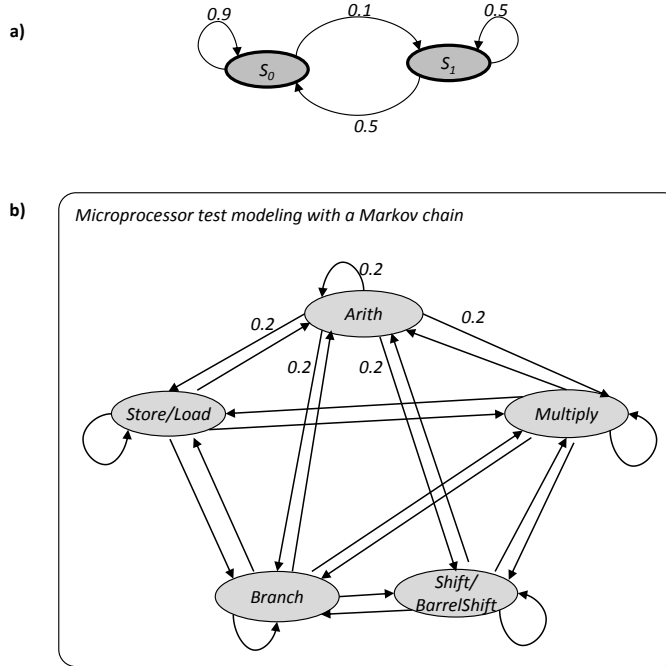 a)
0.9
0.1
0.5
S0
S1
0.5
b)
Microprocessor test modeling with a Markov chain
0.2
Arith
0.2
0.2
0.2
0.2
Store/Load
Multiply
Branch
Shift/
BarrelShift